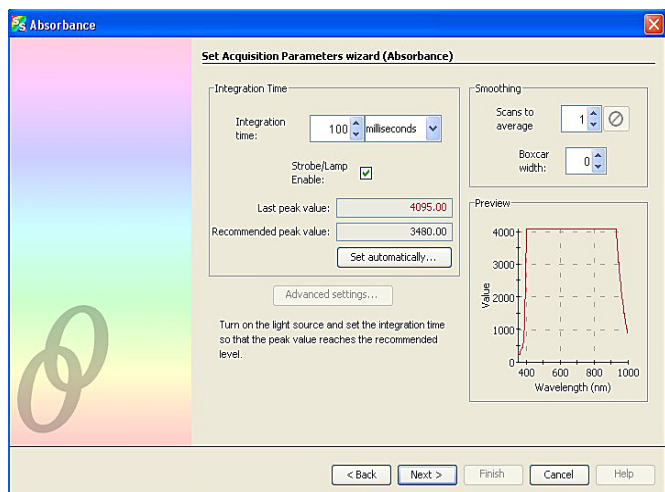 Absorbance
Set Acquisition Parameters wizard (Absorbance)
Integration Time
Integration time:
100 milliseconds
Strobe/Lamp Enable:
Last peak value: 4095.00
Recommended peak value: 3480.00
Set automatically...
Advanced settings...
Turn on the light source and set the integration time
so that the peak value reaches the recommended
level.
Smoothing
Scans to average
1
Boxcar width:
0
Preview
4000
3000
2000
1000
0
Value
400 600 800 1000
Wavelength (nm)
< Back Next > Finish Cancel Help